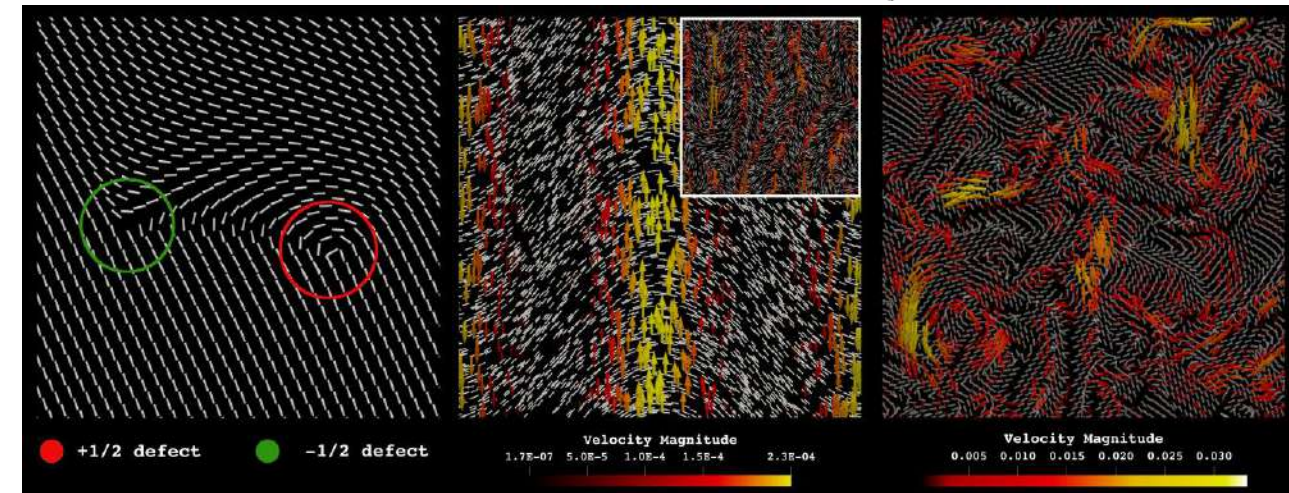 +1/2 defect
-1/2 defect
Velocity Magnitude
1.7E-07 5.0E-5 1.0E-4 1.5E-4 2.3E-04
Velocity Magnitude
0.005 0.010 0.015 0.020 0.025 0.030